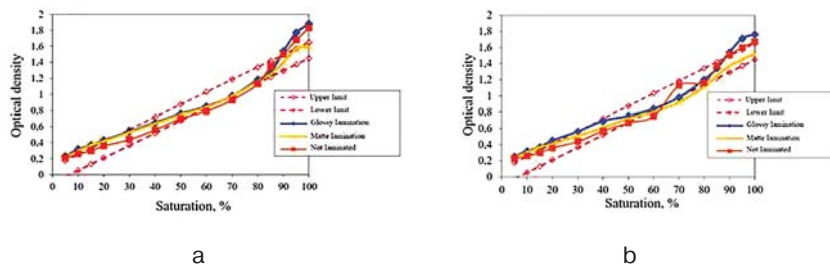 2
1,8
1,6
1,4
1,2
1
0,8
0,6
0,4
0,2
0
Optical density
0 10 20 30 40 50 60 70 80 90 100
Saturation, %
Upper limit
Lower limit
Glossy lamination
Matte lamination
Not laminated
a
2
1,8
1,6
1,4
1,2
1
0,8
0,6
0,4
0,2
0
Optical density
0 10 20 30 40 50 60 70 80 90 100
Saturation, %
Upper limit
Lower limit
Glossy lamination
Matte lamination
Not laminated
b